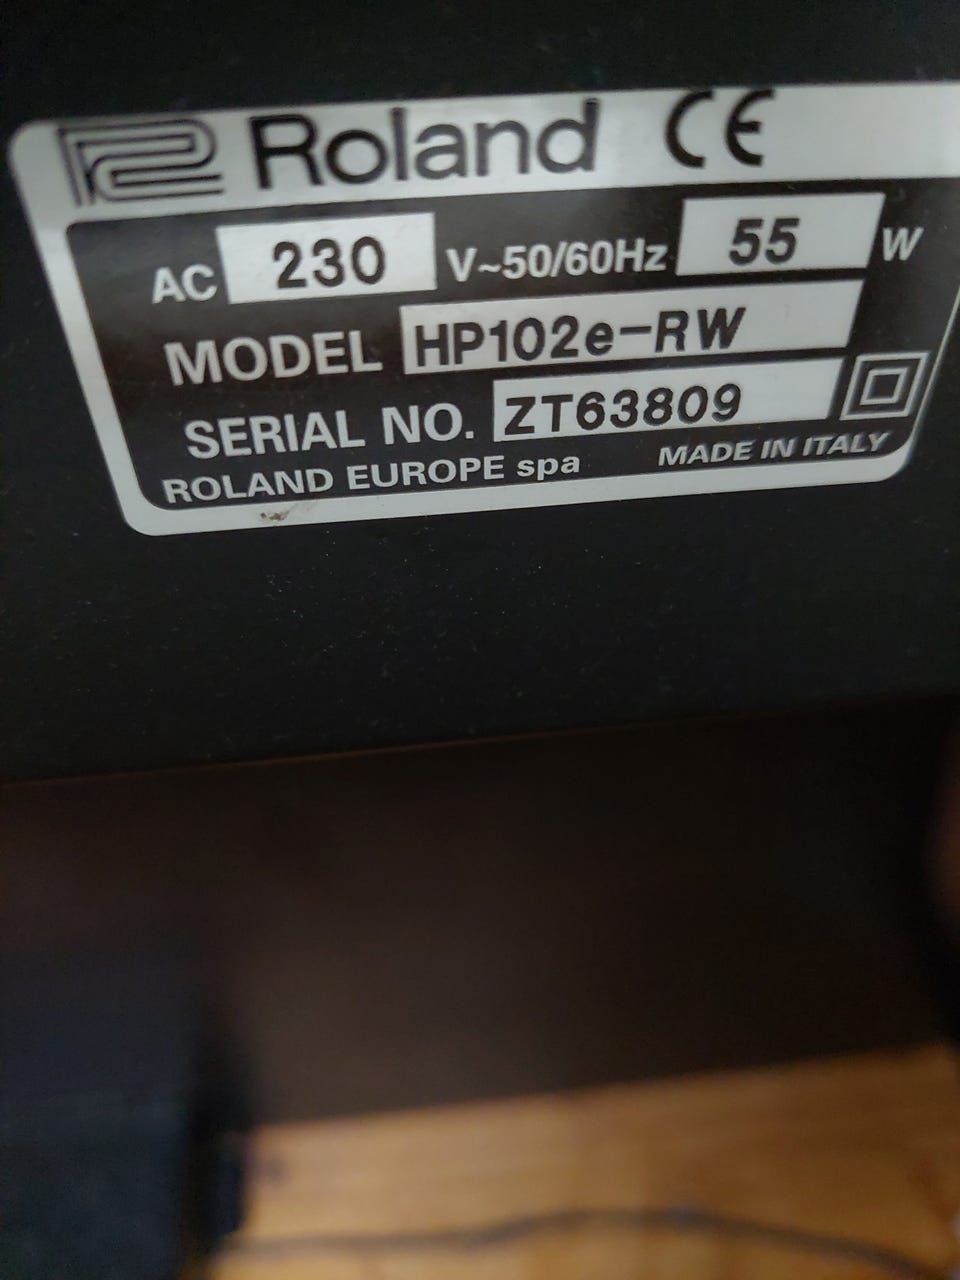 Roland CE
AC 230 V~50/60Hz 55 W
MODEL HP102e-RW
SERIAL NO. ZT63809
ROLAND EUROPE spa MADE IN ITALY